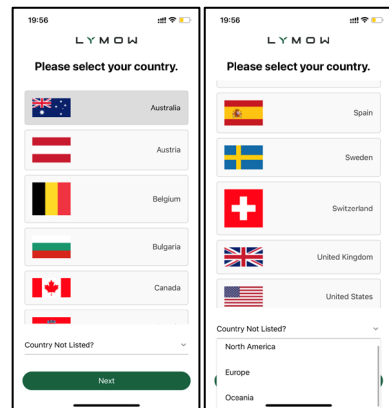 19:56
LYMOW
Please select your country.
Australia
Austria
Belgium
Bulgaria
Canada
Country Not Listed?
Next
19:56
LYMOW
Please select your country.
Spain
Sweden
Switzerland
United Kingdom
United States
Country Not Listed?
North America
Europe
Oceania